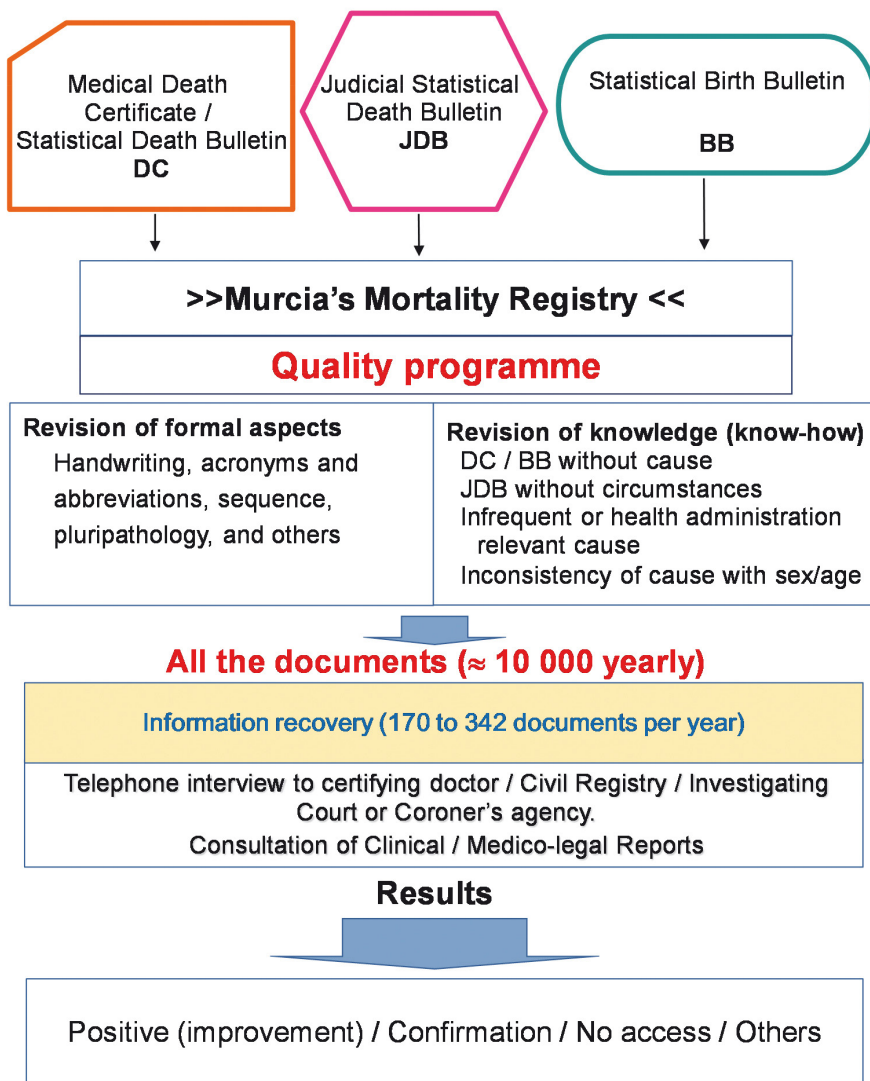 Medical Death
Certificate /
Statistical Death Bulletin
DC
Judicial Statistical
Death Bulletin
JDB
Statistical Birth Bulletin
BB
>>Murcia’s Mortality Registry <<
Quality programme
Revision of formal aspects
Handwriting, acronyms and
abbreviations, sequence,
pluripathology, and others
Revision of knowledge (know-how)
DC / BB without cause
JDB without circumstances
Infrequent or health administration
relevant cause
Inconsistency of cause with sex/age
All the documents (≈ 10 000 yearly)
Information recovery (170 to 342 documents per year)
Telephone interview to certifying doctor / Civil Registry / Investigating
Court or Coroner’s agency.
Consultation of Clinical / Medico-legal Reports
Results
Positive (improvement) / Confirmation / No access / Others